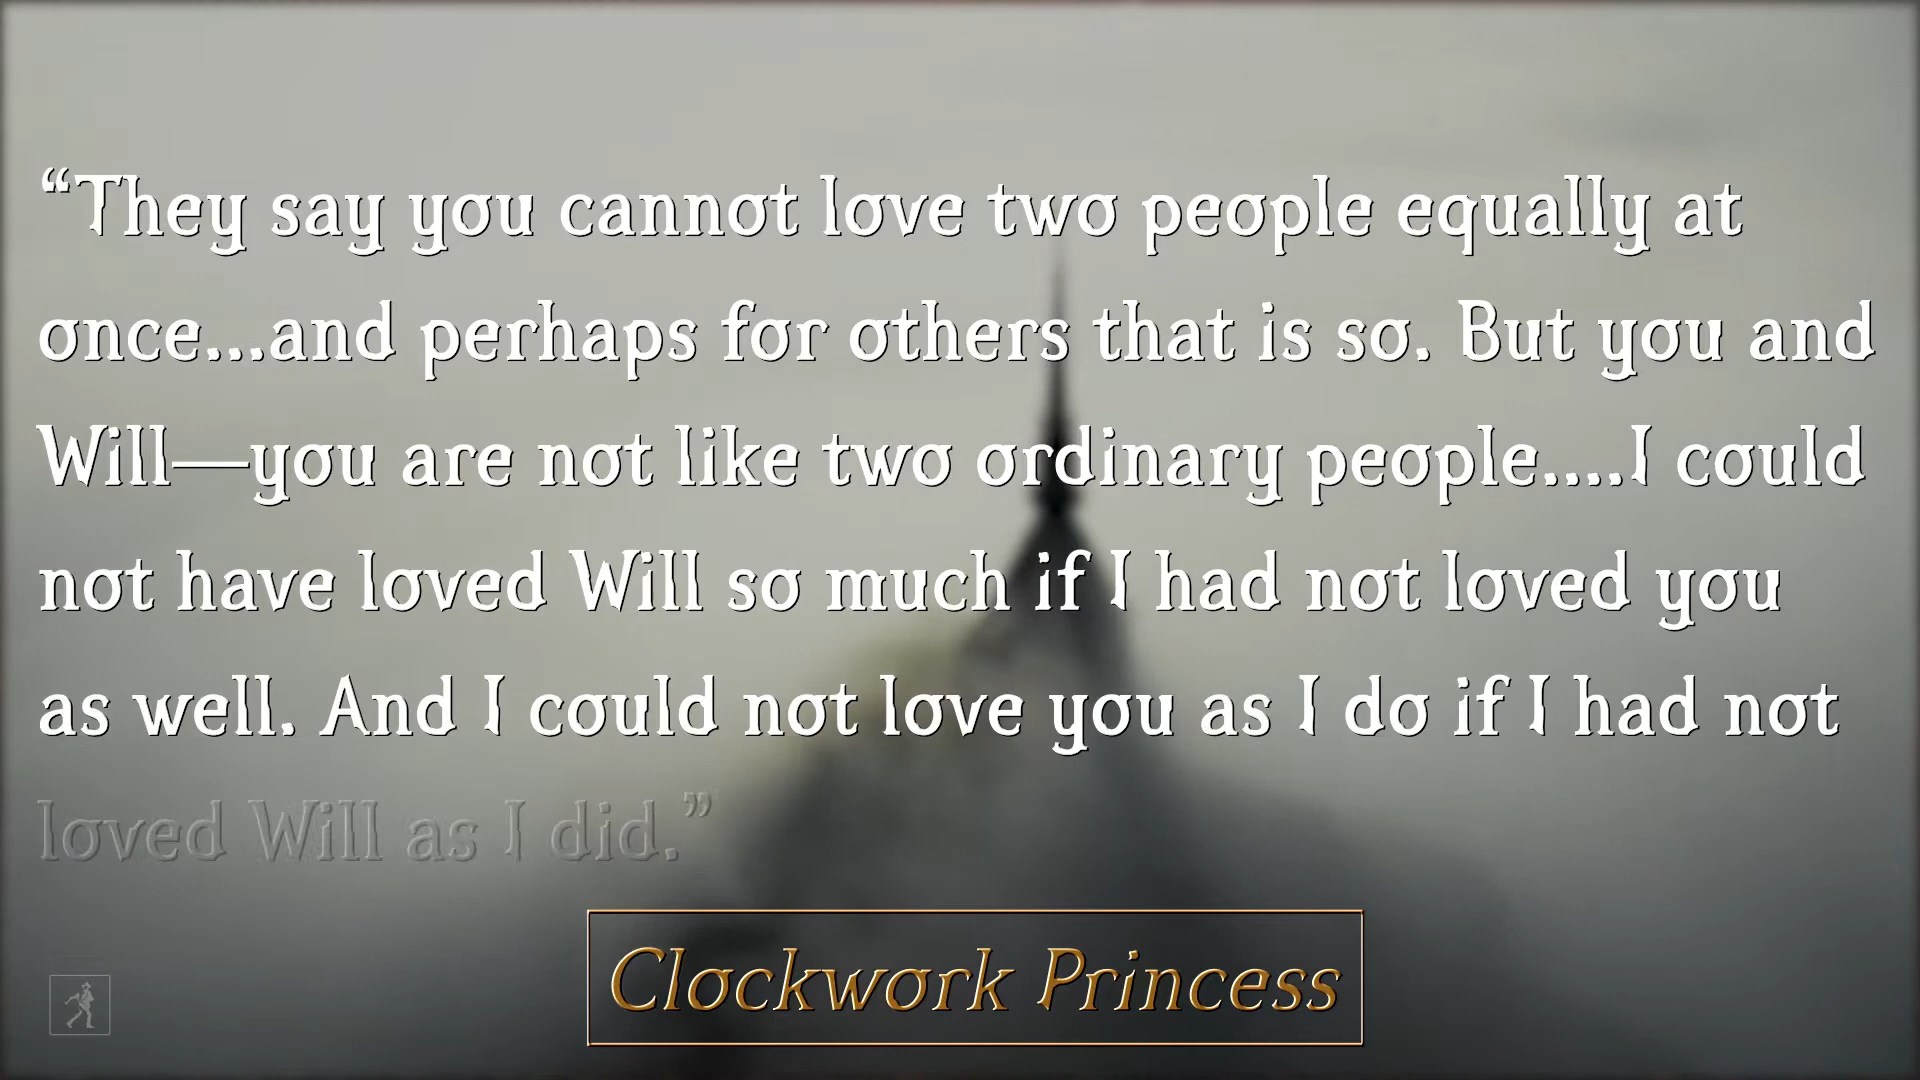 “They say you cannot love two people equally at
once...and perhaps for others that is so. But you and
Will—you are not like two ordinary people....I could
not have loved Will so much if I had not loved you
as well. And I could not love you as I do if I had not
loved Will as I did.”
Clockwork Princess